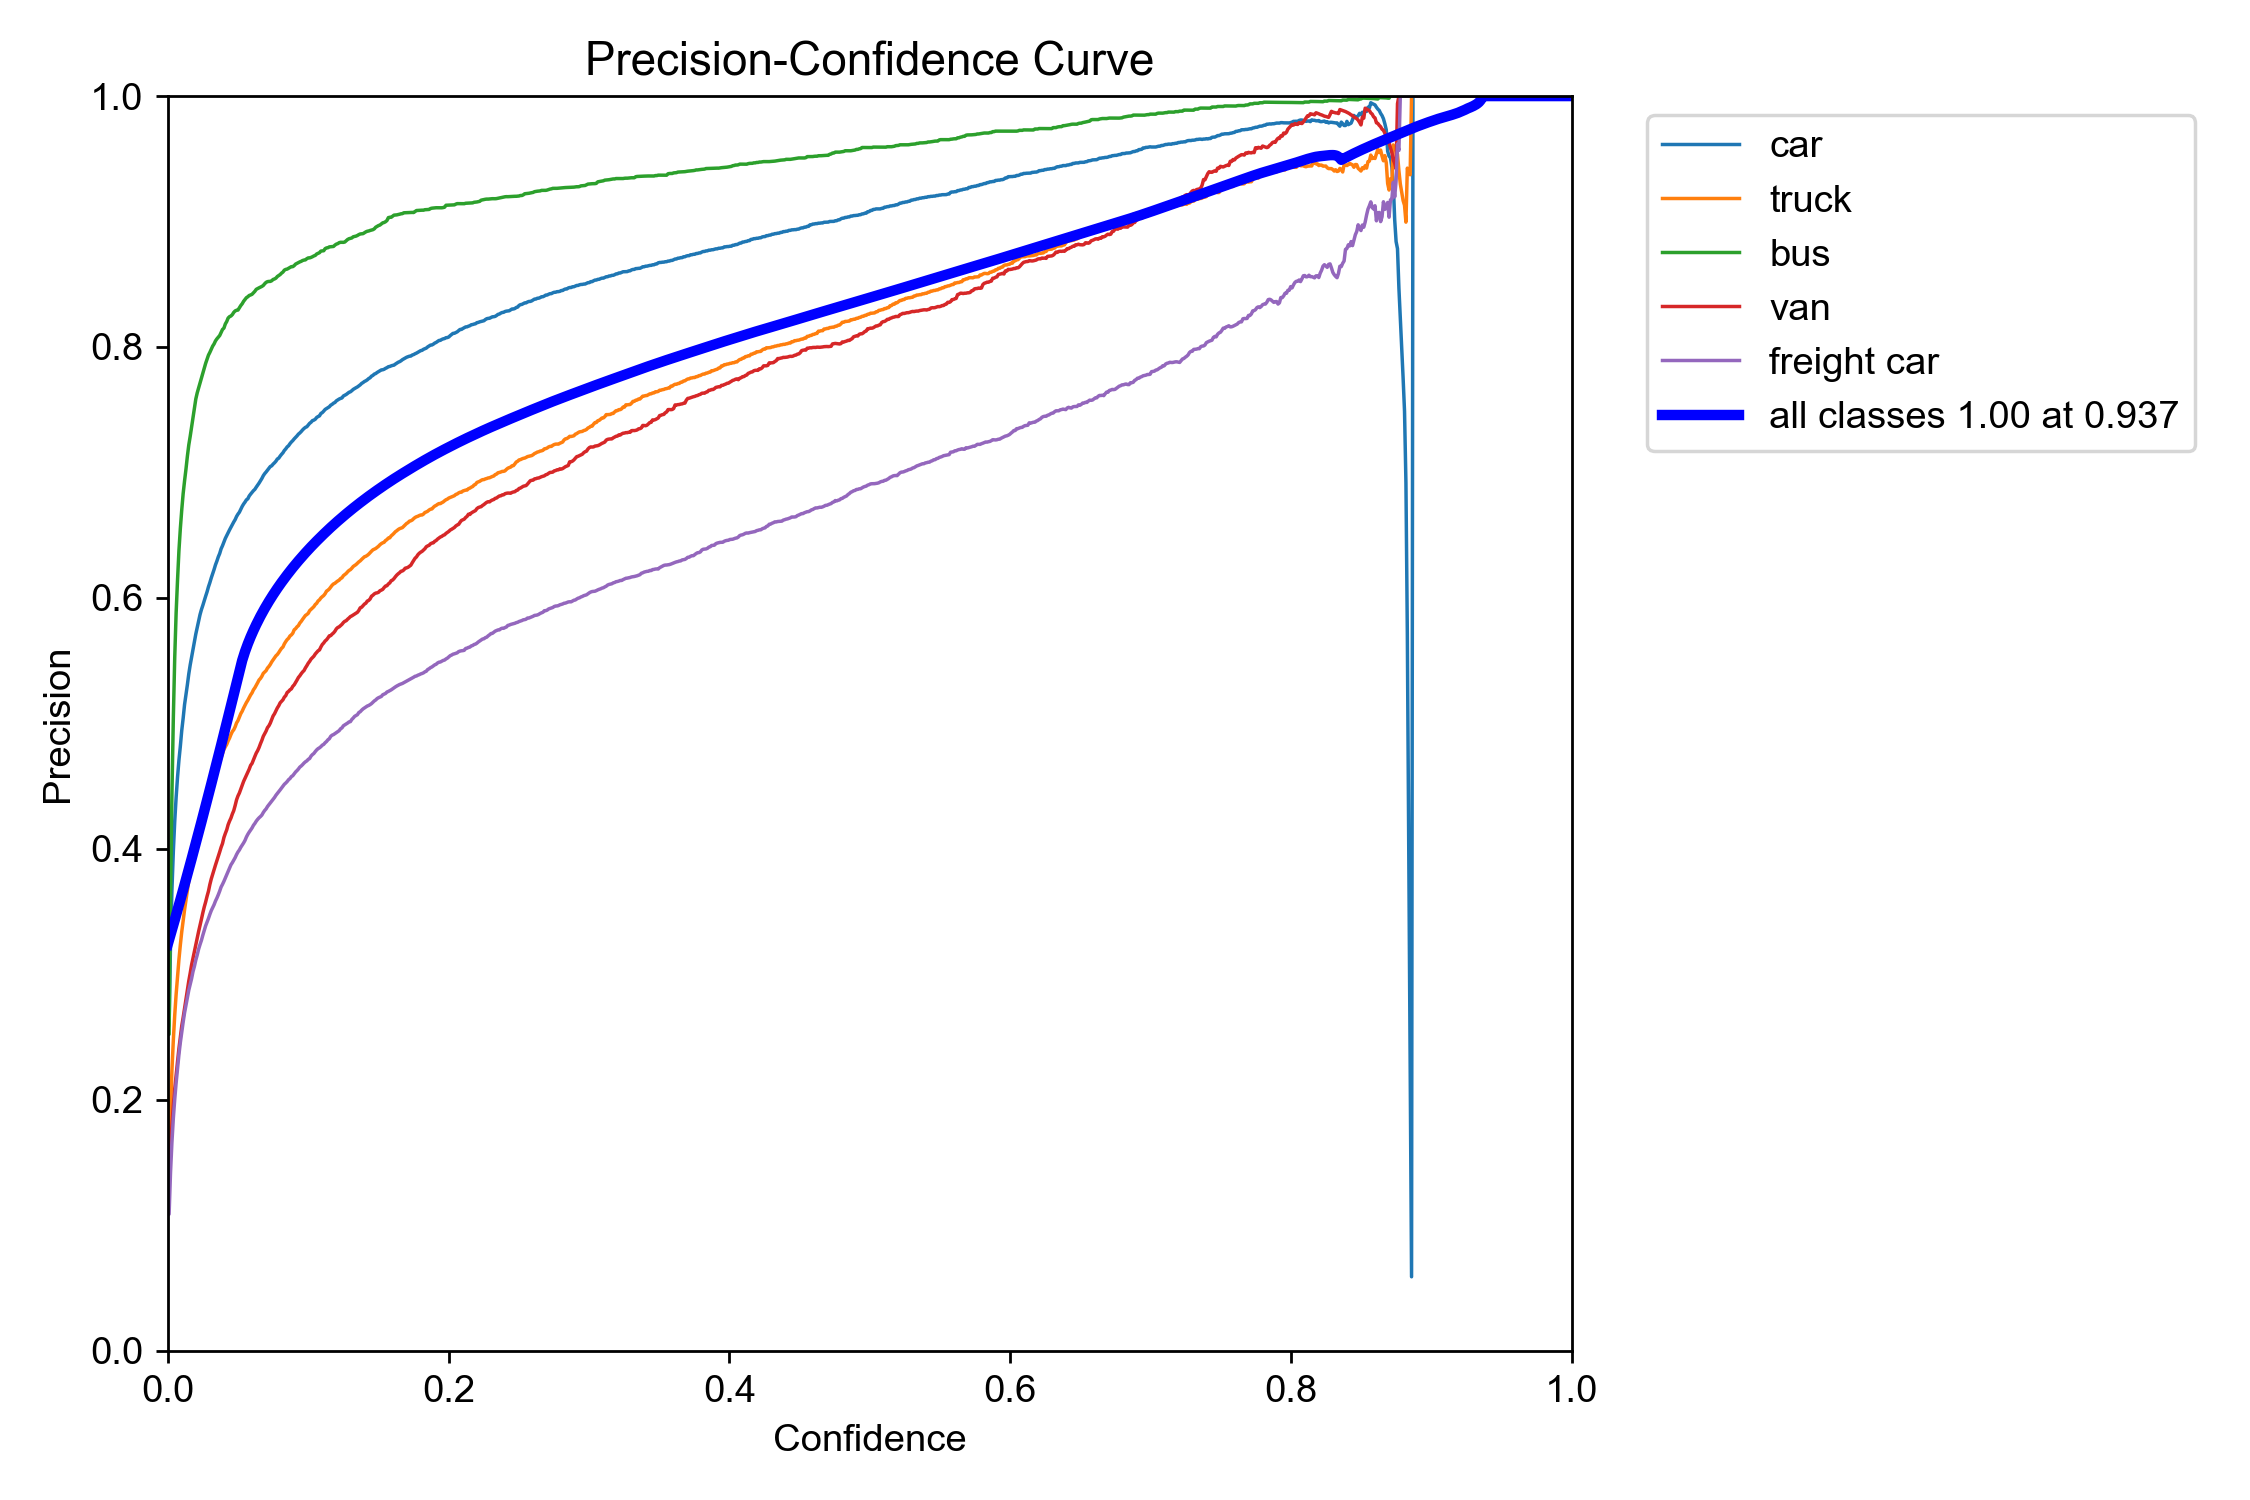 Precision-Confidence Curve
1.0
0.8
0.6
0.4
0.2
0.0
Precision
0.0 0.2 0.4 0.6 0.8 1.0
Confidence
car
truck
bus
van
freight car
all classes 1.00 at 0.937